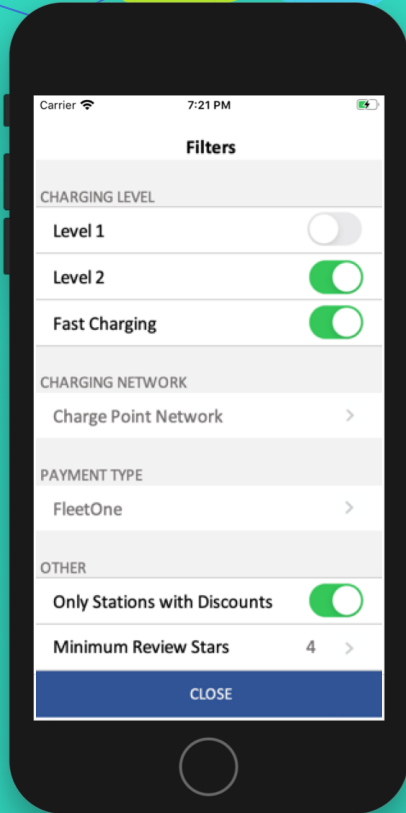 Carrier 7:21 PM
Filters
CHARGING LEVEL
Level 1
Level 2
Fast Charging
CHARGING NETWORK
Charge Point Network
PAYMENT TYPE
FleetOne
OTHER
Only Stations with Discounts
Minimum Review Stars 4
CLOSE